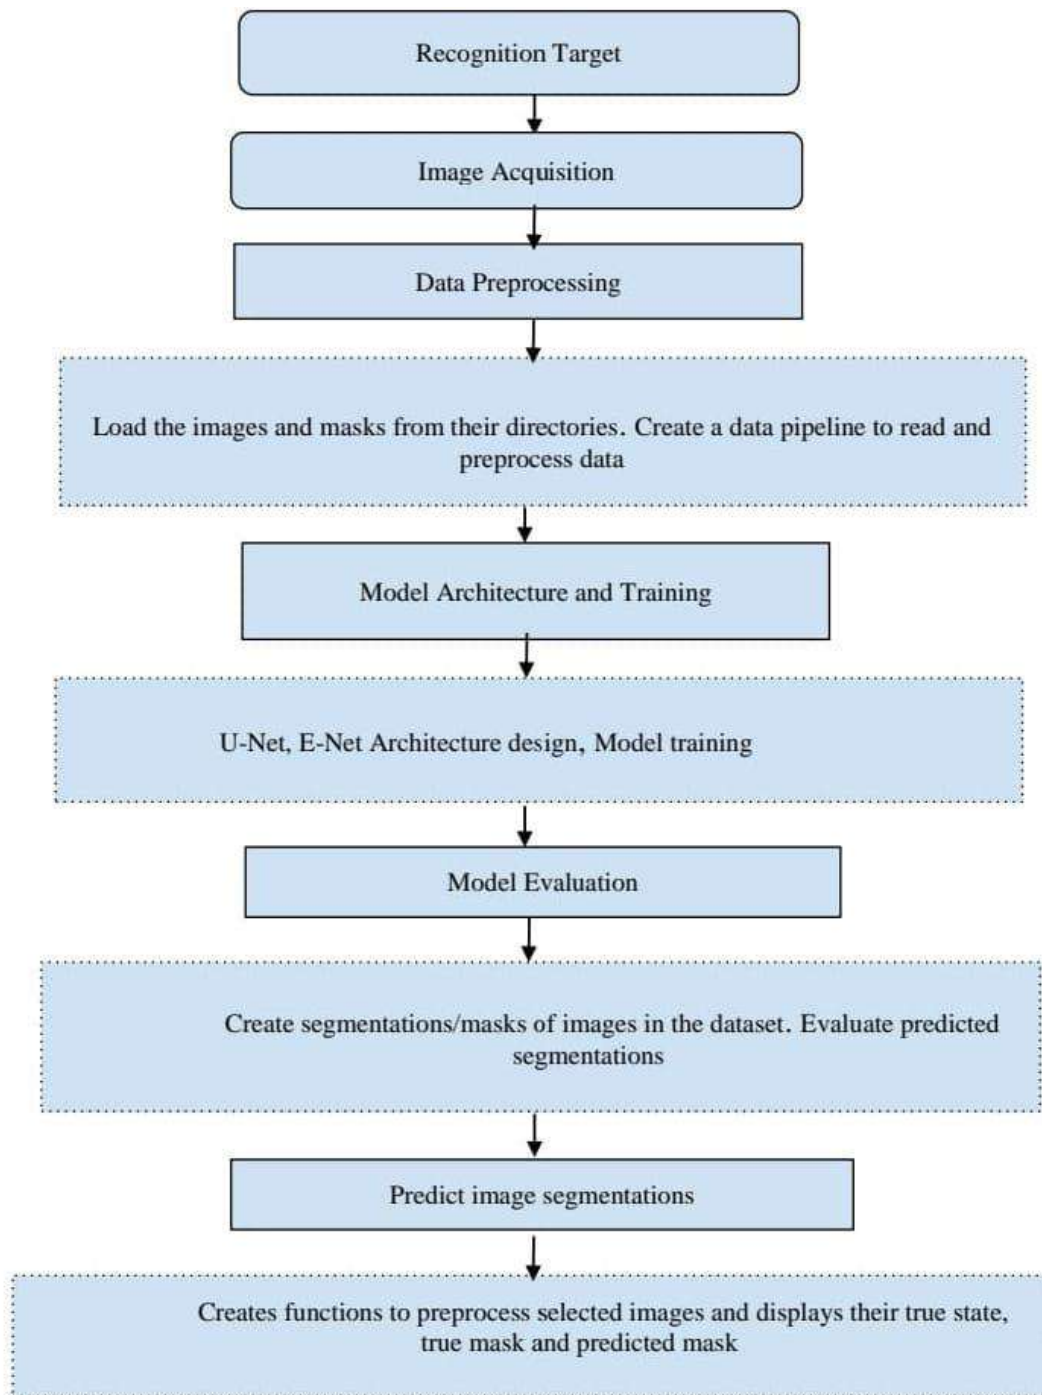 Recognition Target
Image Acquisition
Data Preprocessing
Load the images and masks from their directories. Create a data pipeline to read and
preprocess data
Model Architecture and Training
U-Net, E-Net Architecture design, Model training
Model Evaluation
Create segmentations/masks of images in the dataset. Evaluate predicted
segmentations
Predict image segmentations
Creates functions to preprocess selected images and displays their true state,
true mask and predicted mask